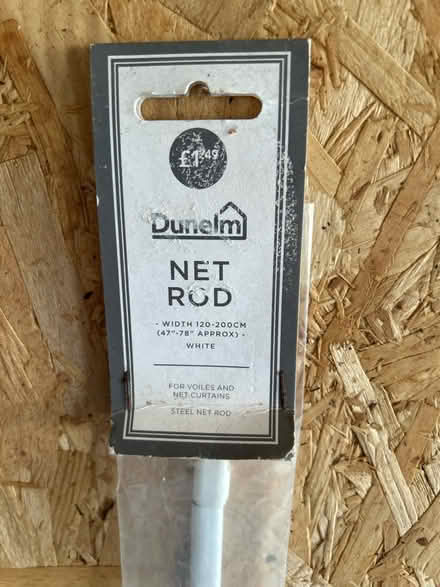 £1.49
Dunelm
NET
ROD
- WIDTH 120-200CM
(47"-78" APPROX) -
WHITE
FOR VOILES AND
NET CURTAINS
STEEL NET ROD